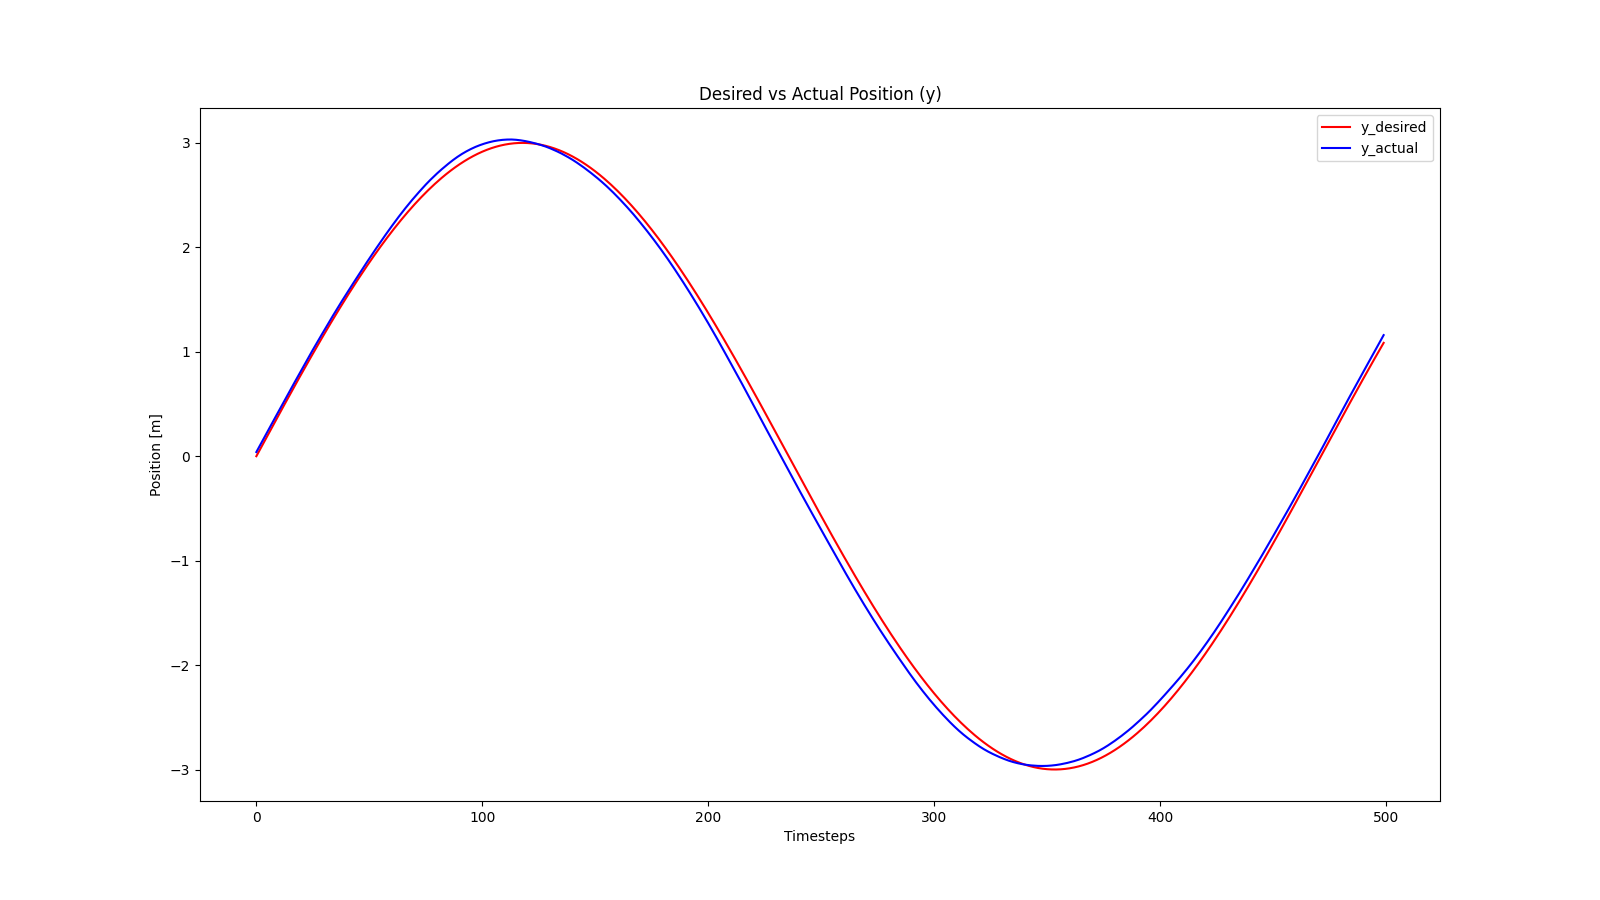 Desired vs Actual Position (y)
y_desired
y_actual
3
2
1
0
−1
−2
−3
Position [m]
0
100
200
300
400
500
Timesteps